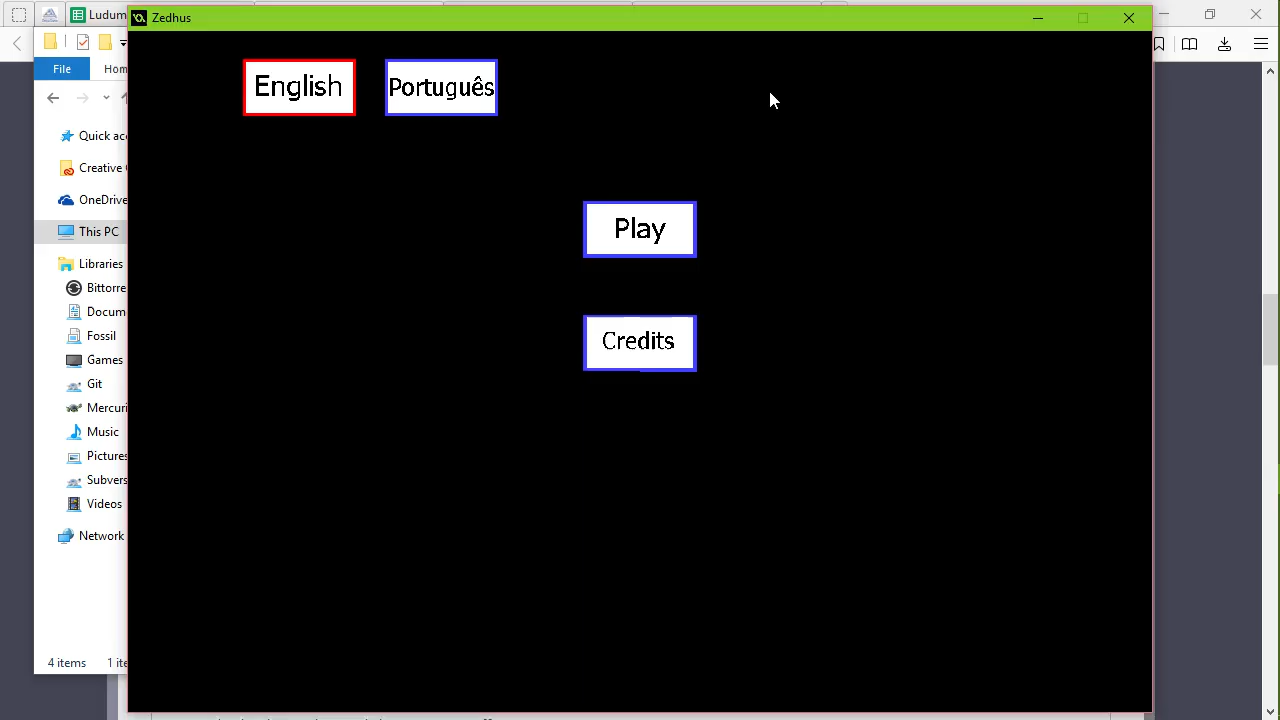 Ludum
Zedhus
File
Hom
English
Português
Quick acc
Creative
OneDrive
This PC
Libraries
Bittorre
Docum
Fossil
Games
Git
Mercuri
Music
Pictures
Subvers
Videos
Network
Play
Credits
4 items
1 ite